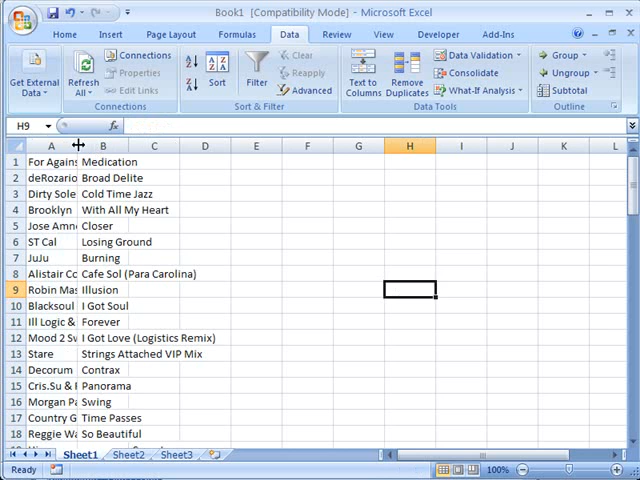 Book1 [Compatibility Mode] - Microsoft Excel
Home Insert Page Layout Formulas Data Review View Developer Add-Ins
Get External Data
Refresh All
Connections
Properties
Edit Links
Connections
Sort
Filter
Clear
Reapply
Advanced
Sort & Filter
Text to Columns
Remove Duplicates
Data Validation
Consolidate
What-If Analysis
Data Tools
Group
Ungroup
Subtotal
Outline
H9 fx
A B C D E F G H I J K L
1 For Agains Medication
2 deRozario Broad Delite
3 Dirty Sole Cold Time Jazz
4 Brooklyn With All My Heart
5 Jose Amne Closer
6 ST Cal Losing Ground
7 JuJu Burning
8 Alistair Co Cafe Sol (Para Carolina)
9 Robin Mas Illusion
10 Blacksoul I Got Soul
11 Ill Logic & Forever
12 Mood 2 Sw I Got Love (Logistics Remix)
13 Stare Strings Attached VIP Mix
14 Decorum Contrax
15 Cris.Su & F Panorama
16 Morgan Pa Swing
17 Country G Time Passes
18 Reggie Wa So Beautiful
Sheet1 Sheet2 Sheet3
Ready 100%